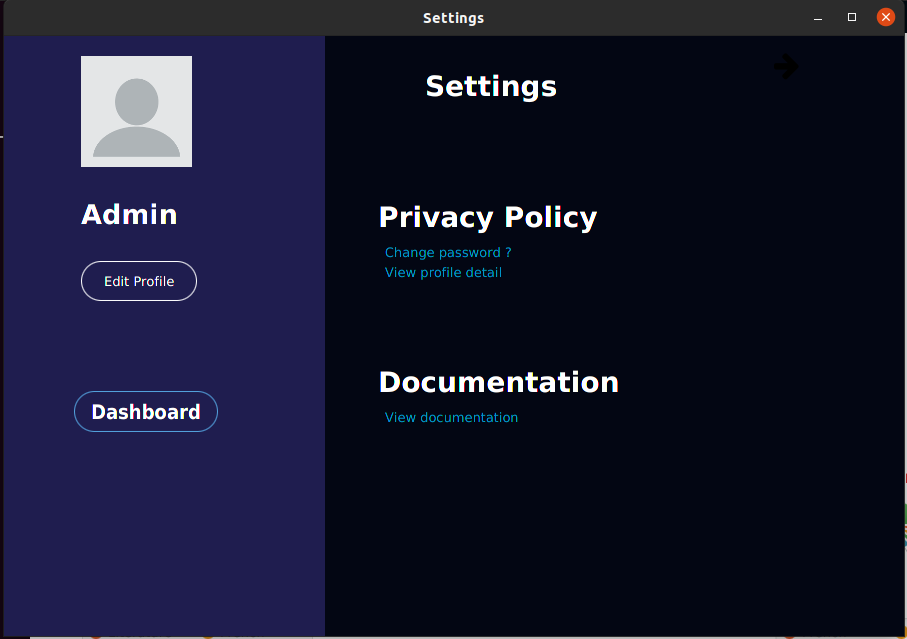 Settings
Admin
Edit Profile
Dashboard
Settings
Privacy Policy
Change password ?
View profile detail
Documentation
View documentation